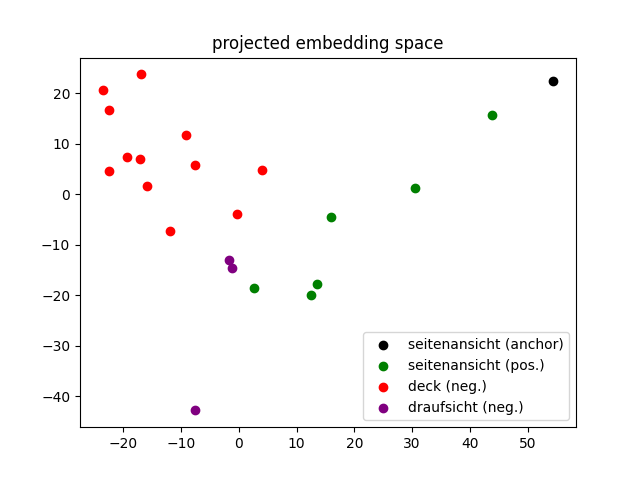 projected embedding space
20
10
0
−10
−20
−30
−40
seitenansicht (anchor)
seitenansicht (pos.)
deck (neg.)
draufsicht (neg.)
−20 −10 0 10 20 30 40 50